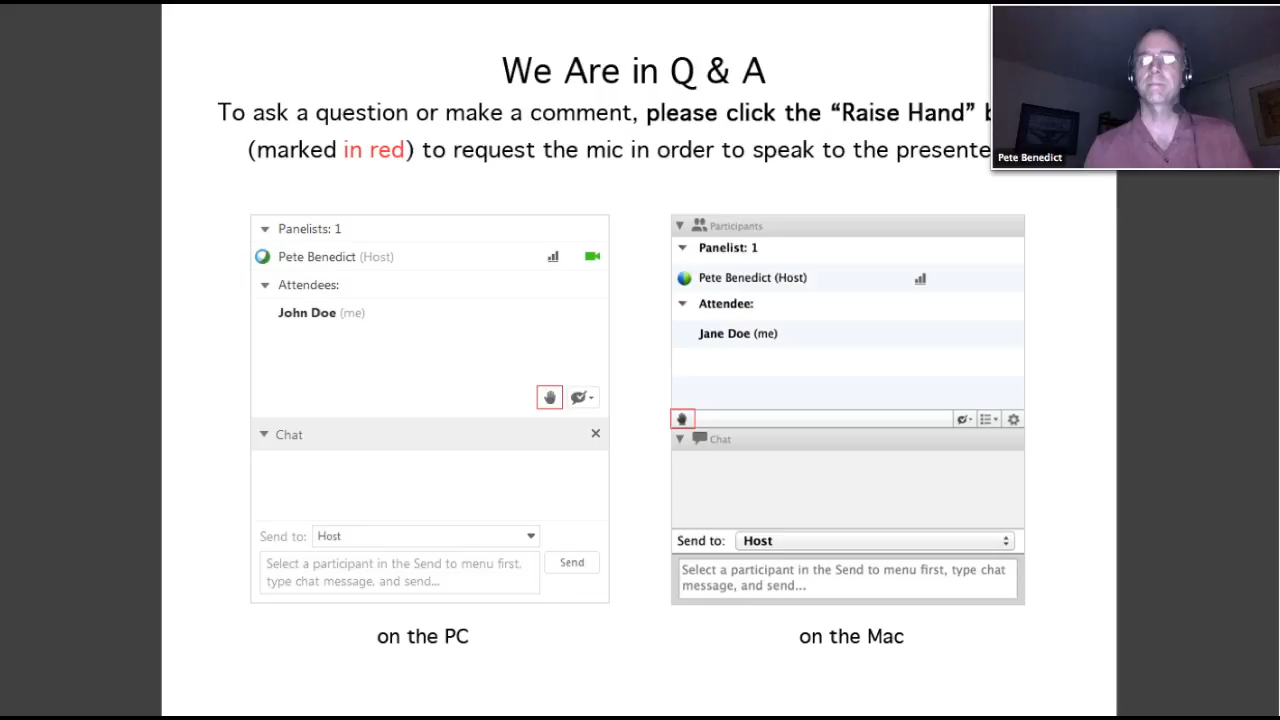 We Are in Q & A
To ask a question or make a comment, please click the “Raise Hand”
(marked in red) to request the mic in order to speak to the
Pete Benedict
Panelists: 1
Pete Benedict (Host)
Attendees:
John Doe (me)
Chat
Send to: Host
Select a participant in the Send to menu first,
type chat message, and send...
Send
on the PC
Participants
Panelist: 1
Pete Benedict (Host)
Attendee:
Jane Doe (me)
Chat
Send to: Host
Select a participant in the Send to menu first, type chat
message, and send...
on the Mac